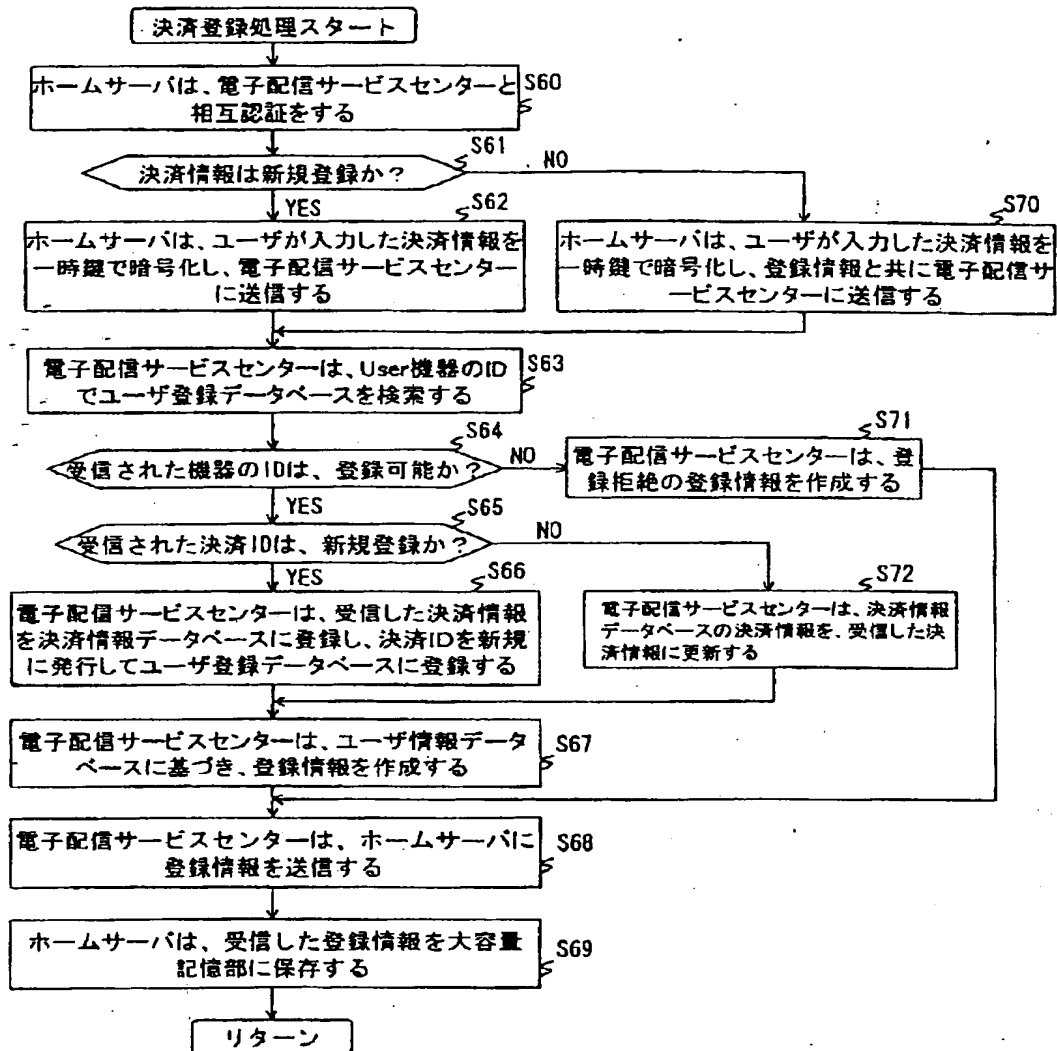 決済登録処理スタート
ホームサーバは、電子配信サービスセンターと
相互認証をする
S60
S61
決済情報は新規登録か?
NO
YES
S62
ホームサーバは、ユーザが入力した決済情報を
一時鍵で暗号化し、電子配信サービスセンター
に送信する
S70
ホームサーバは、ユーザが入力した決済情報を
一時鍵で暗号化し、登録情報と共に電子配信サ
ービスセンターに送信する
電子配信サービスセンターは、User機器のID
でユーザ登録データベースを検索する
S63
S64
受信された機器のIDは、登録可能か?
NO
YES
S71
電子配信サービスセンターは、登
録拒絶の登録情報を作成する
S65
受信された決済IDは、新規登録か?
NO
YES
S66
電子配信サービスセンターは、受信した決済情報
を決済情報データベースに登録し、決済IDを新規
に発行してユーザ登録データベースに登録する
S72
電子配信サービスセンターは、決済情報
データベースの決済情報を、受信した決
済情報に更新する
電子配信サービスセンターは、ユーザ情報データ
ベースに基づき、登録情報を作成する
S67
電子配信サービスセンターは、ホームサーバに
登録情報を送信する
S68
ホームサーバは、受信した登録情報を大容量
記憶部に保存する
S69
リターン